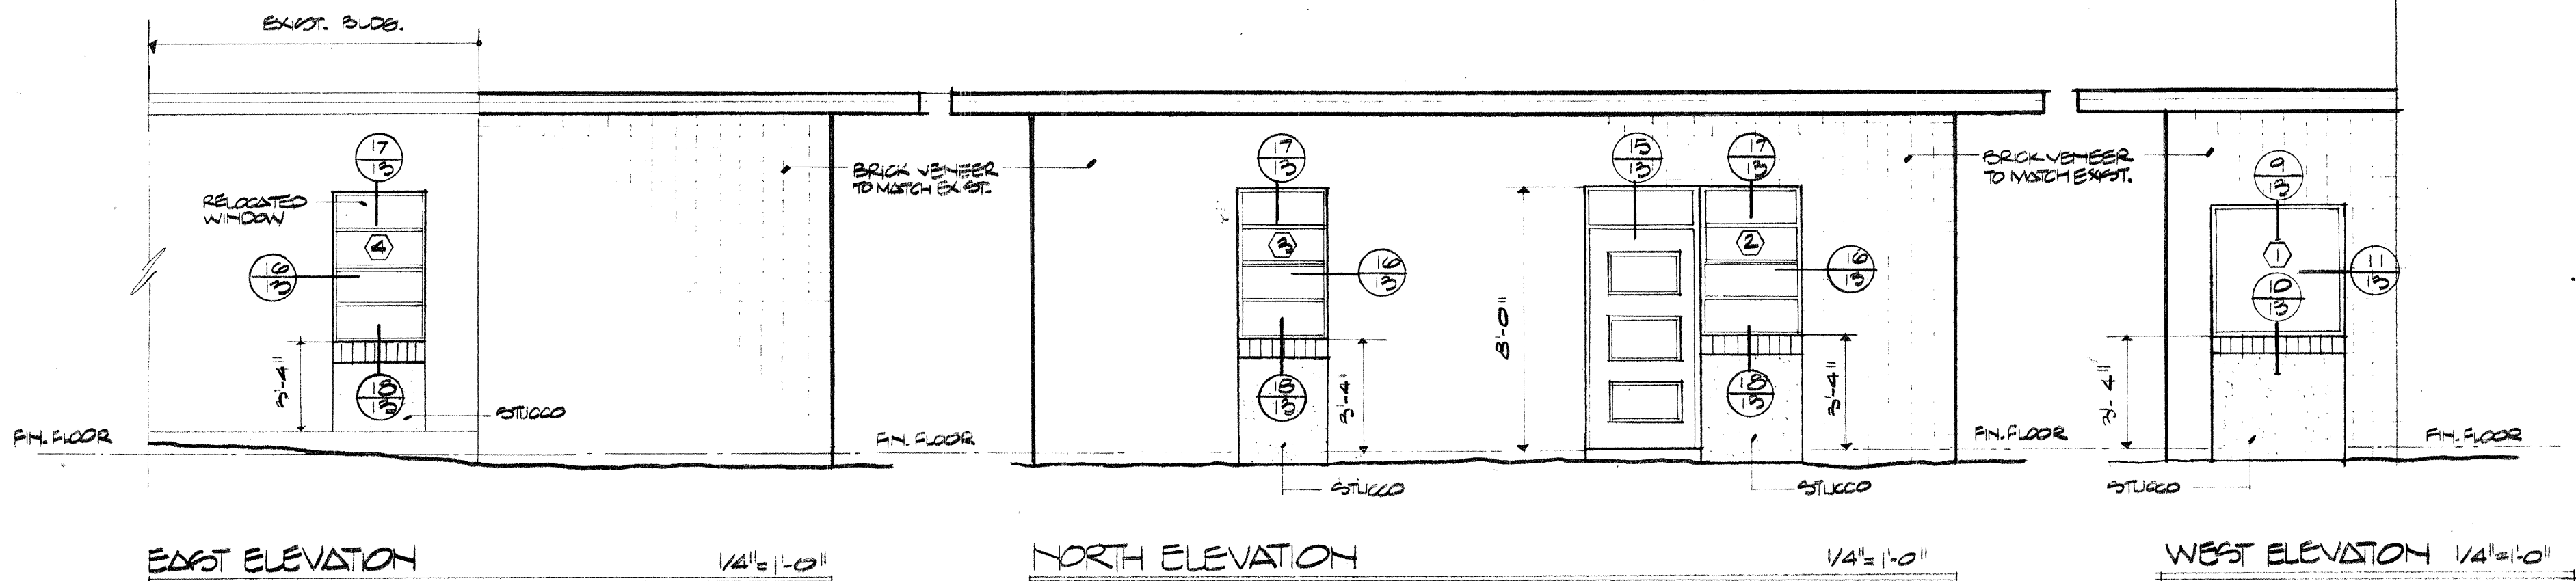 EXIST. BLDG.
17
13
RELOCATED
WINDOW
4
16
13
3'-4"
18
13
STUCCO
FIN. FLOOR
BRICK VENEER
TO MATCH EXIST.
FIN. FLOOR
EAST ELEVATION 1/4"=1'-0"
17
13
3
16
13
18
13
3'-4"
STUCCO
8'-0"
15
13
17
13
2
16
13
18
13
3'-4"
STUCCO
BRICK VENEER
TO MATCH EXIST.
FIN. FLOOR
NORTH ELEVATION 1/4"=1'-0"
9
13
1
11
13
10
13
3'-4"
STUCCO
FIN. FLOOR
WEST ELEVATION 1/4"=1'-0"